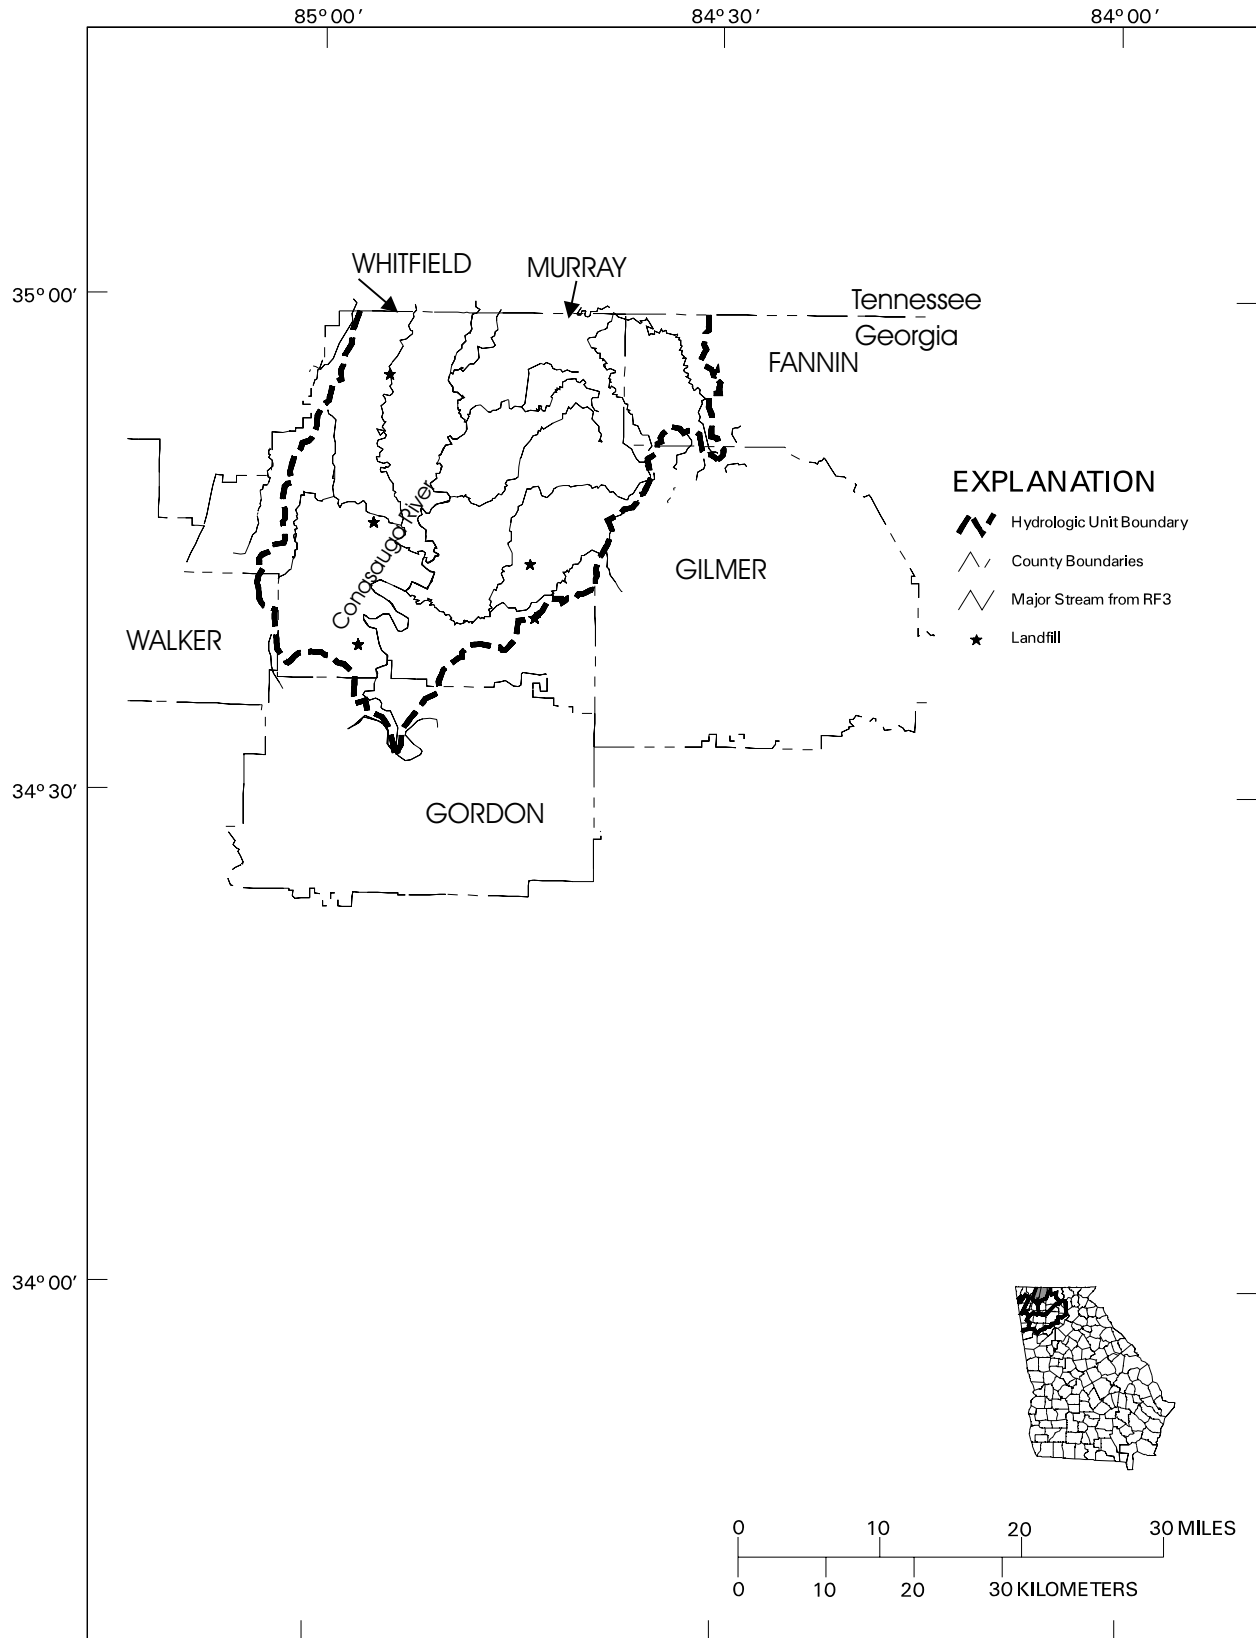 85° 00' 84° 30' 84° 00'
WHITFIELD MURRAY
35° 00' Tennessee
Georgia
FANNIN
EXPLANATION
Hydrologic Unit Boundary
County Boundaries
Major Stream from RF3
Landfill
Conasauga River
GILMER
WALKER
34° 30'
GORDON
34° 00'
0 10 20 30 MILES
0 10 20 30 KILOMETERS